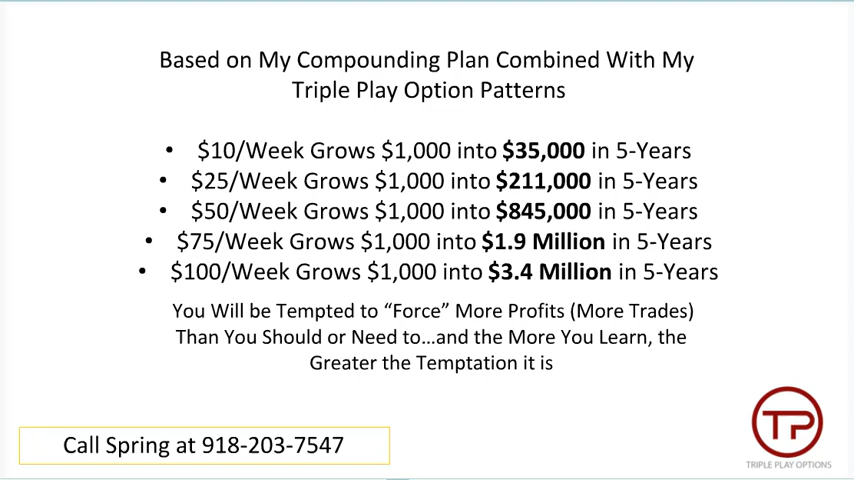 Based on My Compounding Plan Combined With My
Triple Play Option Patterns
• $10/Week Grows $1,000 into $35,000 in 5-Years
• $25/Week Grows $1,000 into $211,000 in 5-Years
• $50/Week Grows $1,000 into $845,000 in 5-Years
• $75/Week Grows $1,000 into $1.9 Million in 5-Years
• $100/Week Grows $1,000 into $3.4 Million in 5-Years
You Will be Tempted to “Force” More Profits (More Trades)
Than You Should or Need to...and the More You Learn, the
Greater the Temptation it is
Call Spring at 918-203-7547
TP
TRIPLE PLAY OPTIONS